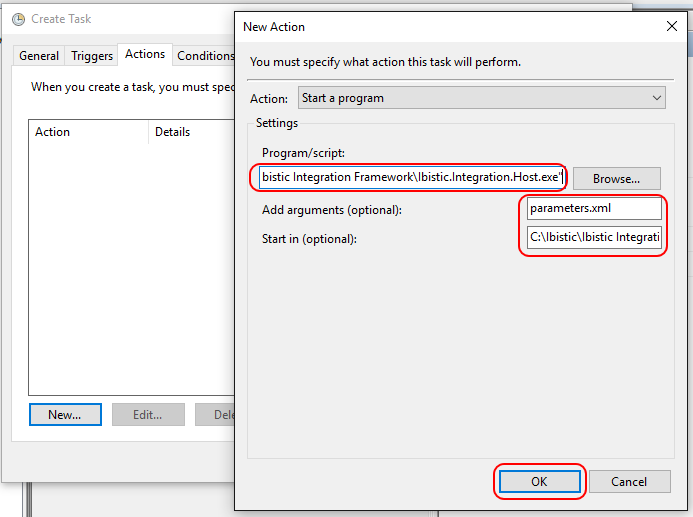 Create Task
General Triggers Actions Conditions
When you create a task, you must spec
Action Details
New... Edit... Dele
New Action
You must specify what action this task will perform.
Action: Start a program
Settings
Program/script:
bistic Integration Framework\Ibistic.Integration.Host.exe" Browse...
Add arguments (optional): parameters.xml
Start in (optional): C:\Ibistic\Ibistic Integrati
OK Cancel